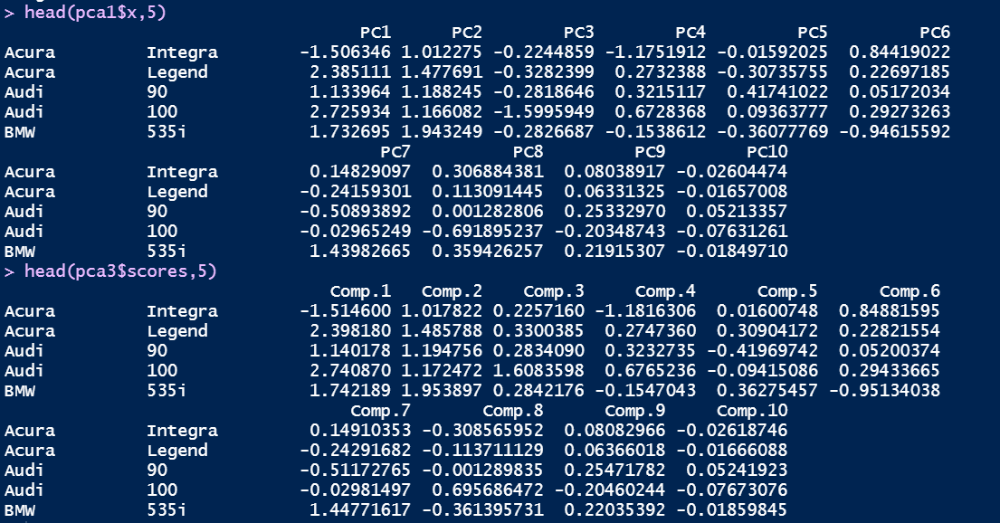 > head(pca1$x,5)
PC1 PC2 PC3 PC4 PC5 PC6
Acura Integra -1.506346 1.012275 -0.2244859 -1.1751912 -0.01592025 0.84419022
Acura Legend 2.385111 1.477691 -0.3282399 0.2732388 -0.30735755 0.22697185
Audi 90 1.133964 1.188245 -0.2818646 0.3215117 0.41741022 0.05172034
Audi 100 2.725934 1.166082 -1.5995949 0.6728368 0.09363777 0.29273263
BMW 535i 1.732695 1.943249 -0.2826687 -0.1538612 -0.36077769 -0.94615592
PC7 PC8 PC9 PC10
Acura Integra 0.14829097 0.306884381 0.08038917 -0.02604474
Acura Legend -0.24159301 0.113091445 0.06331325 -0.01657008
Audi 90 -0.50893892 0.001282806 0.25332970 0.05213357
Audi 100 -0.02965249 -0.691895237 -0.20348743 -0.07631261
BMW 535i 1.43982665 0.359426257 0.21915307 -0.01849710
> head(pca3$scores,5)
Comp.1 Comp.2 Comp.3 Comp.4 Comp.5 Comp.6
Acura Integra -1.514600 1.017822 0.2257160 -1.1816306 0.01600748 0.84881595
Acura Legend 2.398180 1.485788 0.3300385 0.2747360 0.30904172 0.22821554
Audi 90 1.140178 1.194756 0.2834090 0.3232735 -0.41969742 0.05200374
Audi 100 2.740870 1.172472 1.6083598 0.6765236 -0.09415086 0.29433665
BMW 535i 1.742189 1.953897 0.2842176 -0.1547043 0.36275457 -0.95134038
Comp.7 Comp.8 Comp.9 Comp.10
Acura Integra 0.14910353 -0.308565952 0.08082966 -0.02618746
Acura Legend -0.24291682 -0.113711129 0.06366018 -0.01666088
Audi 90 -0.51172765 -0.001289835 0.25471782 0.05241923
Audi 100 -0.02981497 0.695686472 -0.20460244 -0.07673076
BMW 535i 1.44771617 -0.361395731 0.22035392 -0.01859845